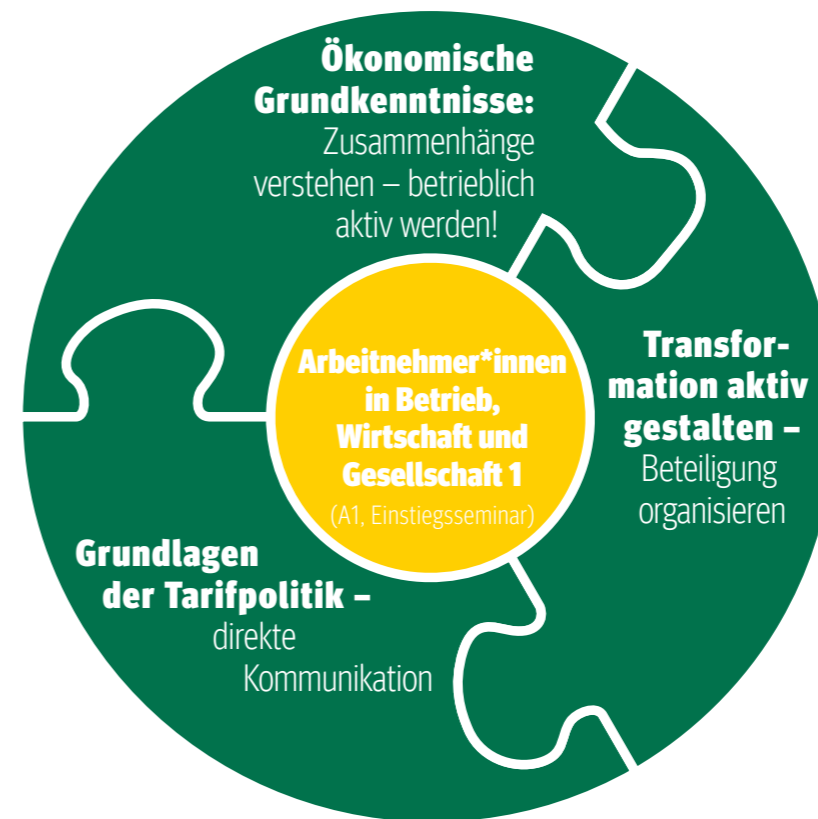 Ökonomische
Grundkenntnisse:
Zusammenhänge
verstehen – betrieblich
aktiv werden!
Arbeitnehmer*innen
in Betrieb,
Wirtschaft und
Gesellschaft 1
(A1, Einstiegsseminar)
Transfor-
mation aktiv
gestalten –
Beteiligung
organisieren
Grundlagen
der Tarifpolitik –
direkte
Kommunikation